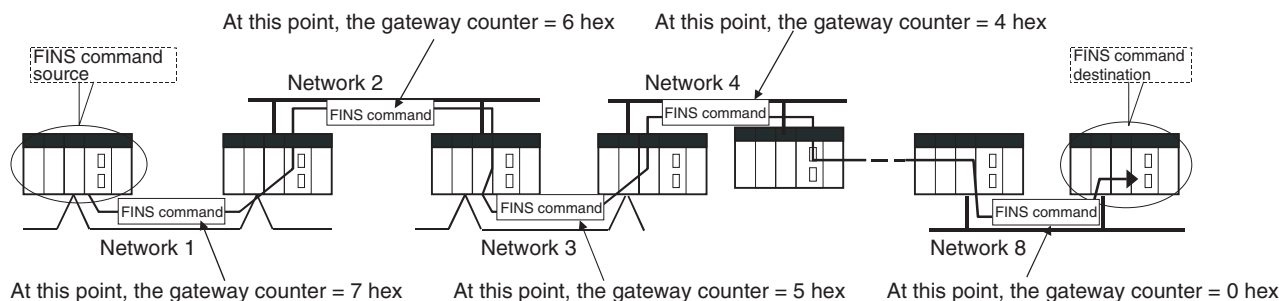 At this point, the gateway counter = 6 hex
At this point, the gateway counter = 4 hex
FINS command
source
FINS command
destination
Network 2
Network 4
FINS command
FINS command
FINS command
FINS command
FINS command
Network 1
Network 3
Network 8
At this point, the gateway counter = 7 hex
At this point, the gateway counter = 5 hex
At this point, the gateway counter = 0 hex